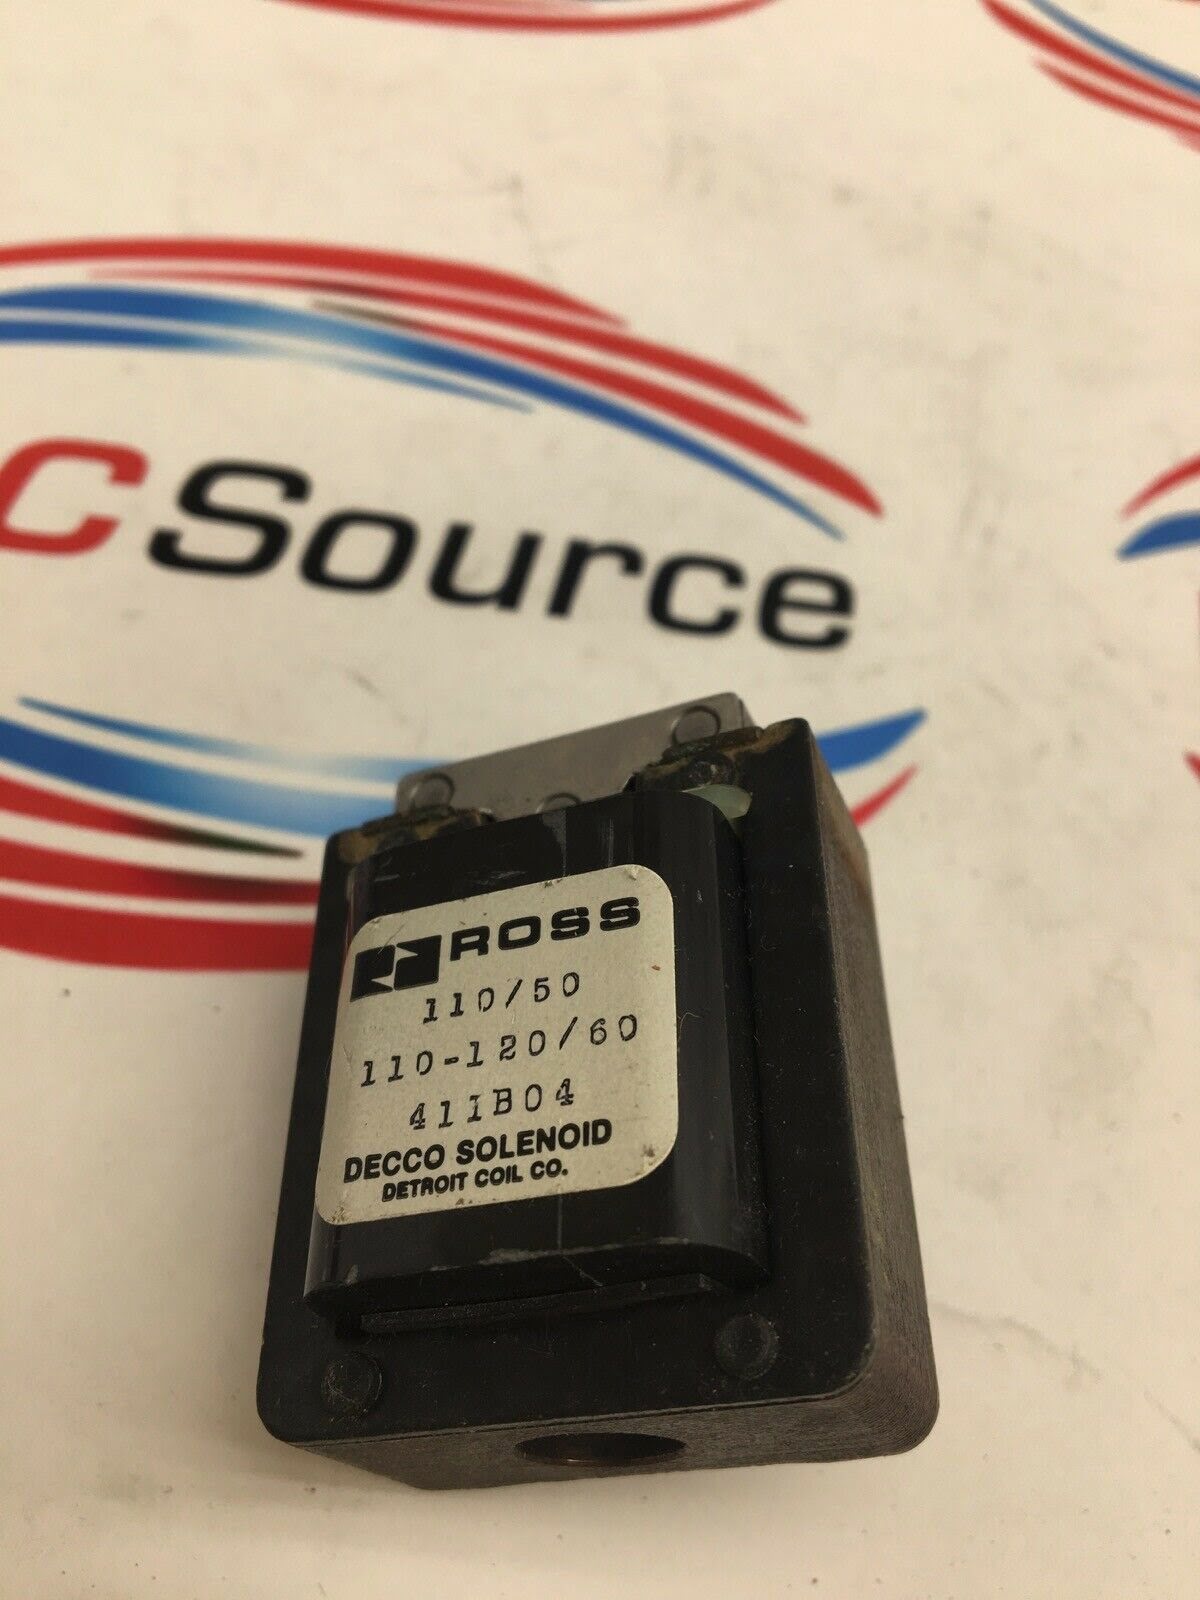 CSource
ROSS
110/50
110-120/60
411B04
DECCO SOLENOID
DETROIT COIL CO.